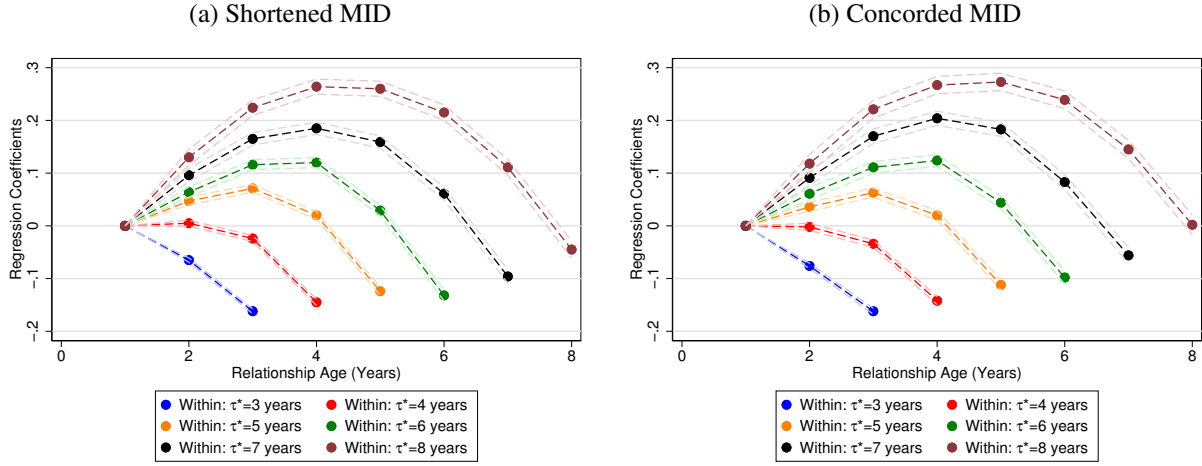 (a) Shortened MID
Regression Coefficients
.3
.2
.1
0
-.1
-.2
0 2 4 6 8
Relationship Age (Years)
Within: τ*=3 years Within: τ*=4 years
Within: τ*=5 years Within: τ*=6 years
Within: τ*=7 years Within: τ*=8 years
(b) Concorded MID
Regression Coefficients
.3
.2
.1
0
-.1
-.2
0 2 4 6 8
Relationship Age (Years)
Within: τ*=3 years Within: τ*=4 years
Within: τ*=5 years Within: τ*=6 years
Within: τ*=7 years Within: τ*=8 years